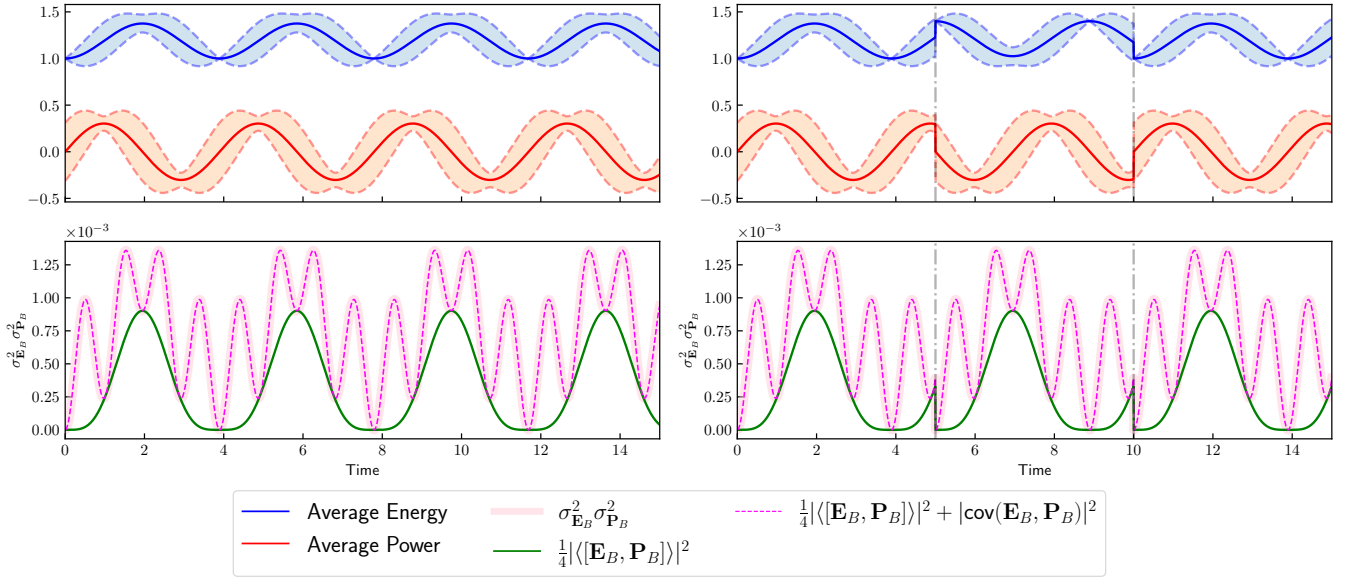 1.5
1.0
0.5
0.0
−0.5
1.5
1.0
0.5
0.0
−0.5
×10⁻³
1.25
1.00
0.75
0.50
0.25
0.00
σ²_{𝐄_B} σ²_{𝐏_B}
0 2 4 6 8 10 12 14
Time
×10⁻³
1.25
1.00
0.75
0.50
0.25
0.00
σ²_{𝐄_B} σ²_{𝐏_B}
0 2 4 6 8 10 12 14
Time
Average Energy
Average Power
σ²_{𝐄_B} σ²_{𝐏_B}
¼|⟨[𝐄_B, 𝐏_B]⟩|²
¼|⟨[𝐄_B, 𝐏_B]⟩|² + |cov(𝐄_B, 𝐏_B)|²